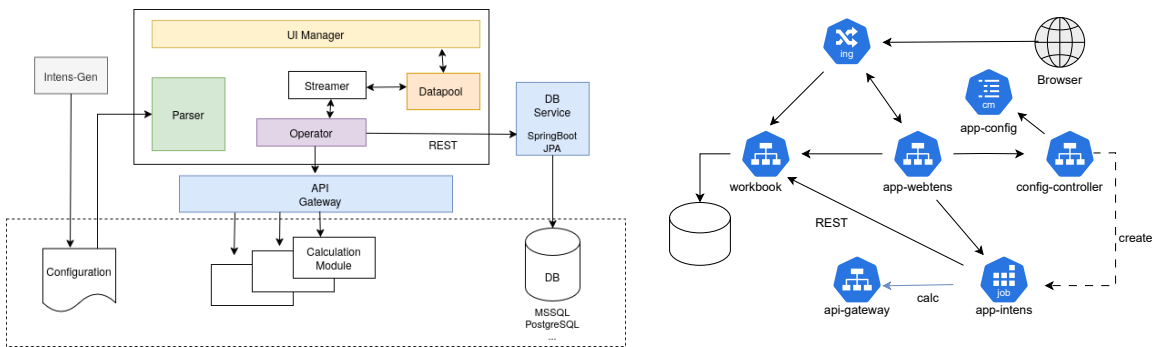 UI Manager
Intens-Gen
Streamer
Datapool
Parser
Operator
REST
DB
Service
SpringBoot
JPA
API
Gateway
Configuration
Calculation
Module
DB
MSSQL
PostgreSQL
...
ing
Browser
cm
app-config
workbook
app-webtens
config-controller
REST
create
job
api-gateway
calc
app-intens